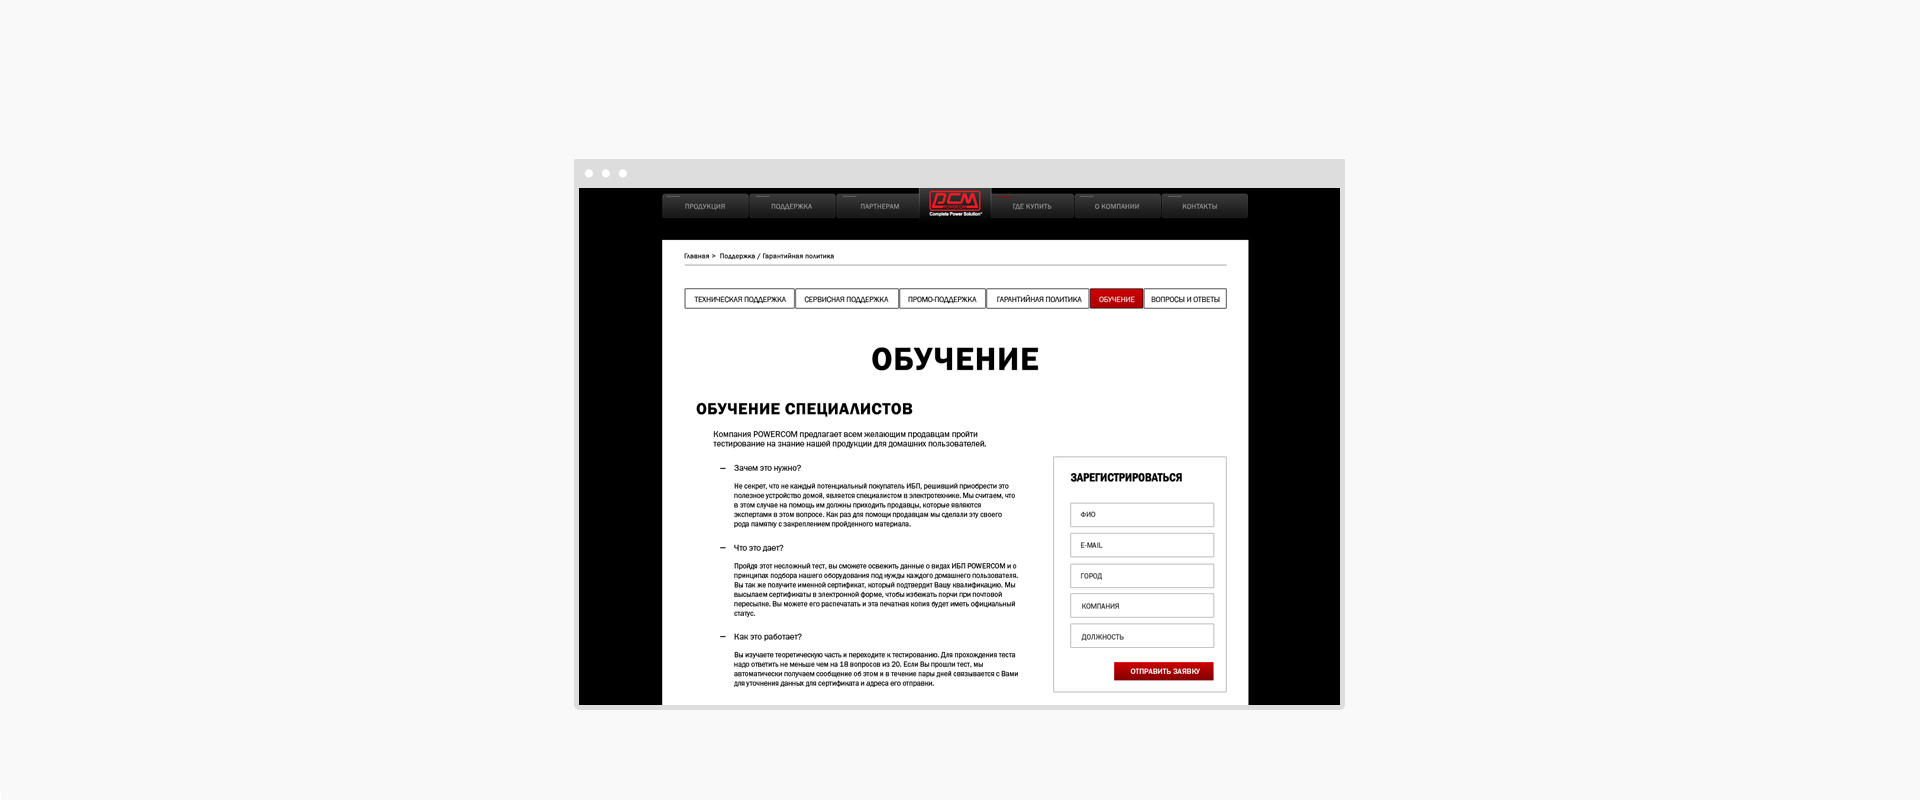 ПРОДУКЦИЯ ПОДДЕРЖКА ПАРТНЕРАМ PCM ГДЕ КУПИТЬ О КОМПАНИИ КОНТАКТЫ
Complete Power Solution®
Главная > Поддержка / Гарантийная политика
ТЕХНИЧЕСКАЯ ПОДДЕРЖКА СЕРВИСНАЯ ПОДДЕРЖКА ПРОМО-ПОДДЕРЖКА ГАРАНТИЙНАЯ ПОЛИТИКА ОБУЧЕНИЕ ВОПРОСЫ И ОТВЕТЫ
ОБУЧЕНИЕ
ОБУЧЕНИЕ СПЕЦИАЛИСТОВ
Компания POWERCOM предлагает всем желающим продавцам пройти
тестирование на знание нашей продукции для домашних пользователей.
– Зачем это нужно?
Не секрет, что не каждый потенциальный покупатель ИБП, решивший приобрести это
полезное устройство домой, является специалистом в электротехнике. Мы считаем, что
в этом случае на помощь им должны приходить продавцы, которые являются
экспертами в этом вопросе. Как раз для помощи продавцам мы сделали эту своего
рода памятку с закреплением пройденного материала.
– Что это дает?
Пройдя этот несложный тест, вы сможете освежить данные о видах ИБП POWERCOM и о
принципах подбора нашего оборудования под нужды каждого домашнего пользователя.
Вы так же получите именной сертификат, который подтвердит Вашу квалификацию. Мы
высылаем сертификаты в электронной форме, чтобы избежать порчи при почтовой
пересылке. Вы можете его распечатать и эта печатная копия будет иметь официальный
статус.
– Как это работает?
Вы изучаете теоретическую часть и переходите к тестированию. Для прохождения теста
надо ответить не меньше чем на 18 вопросов из 20. Если Вы прошли тест, мы
автоматически получаем сообщение об этом и в течение пары дней связывается с Вами
для уточнения данных для сертификата и адреса его отправки.
ЗАРЕГИСТРИРОВАТЬСЯ
ФИО
E-MAIL
ГОРОД
КОМПАНИЯ
ДОЛЖНОСТЬ
ОТПРАВИТЬ ЗАЯВКУ